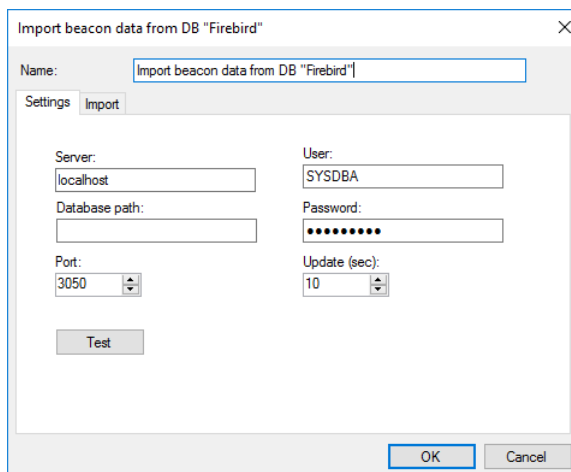 Import beacon data from DB "Firebird"
Name: Import beacon data from DB "Firebird"
Settings Import
Server: User:
localhost SYSDBA
Database path: Password:
●●●●●●●●●
Port: Update (sec):
3050 10
Test
OK Cancel